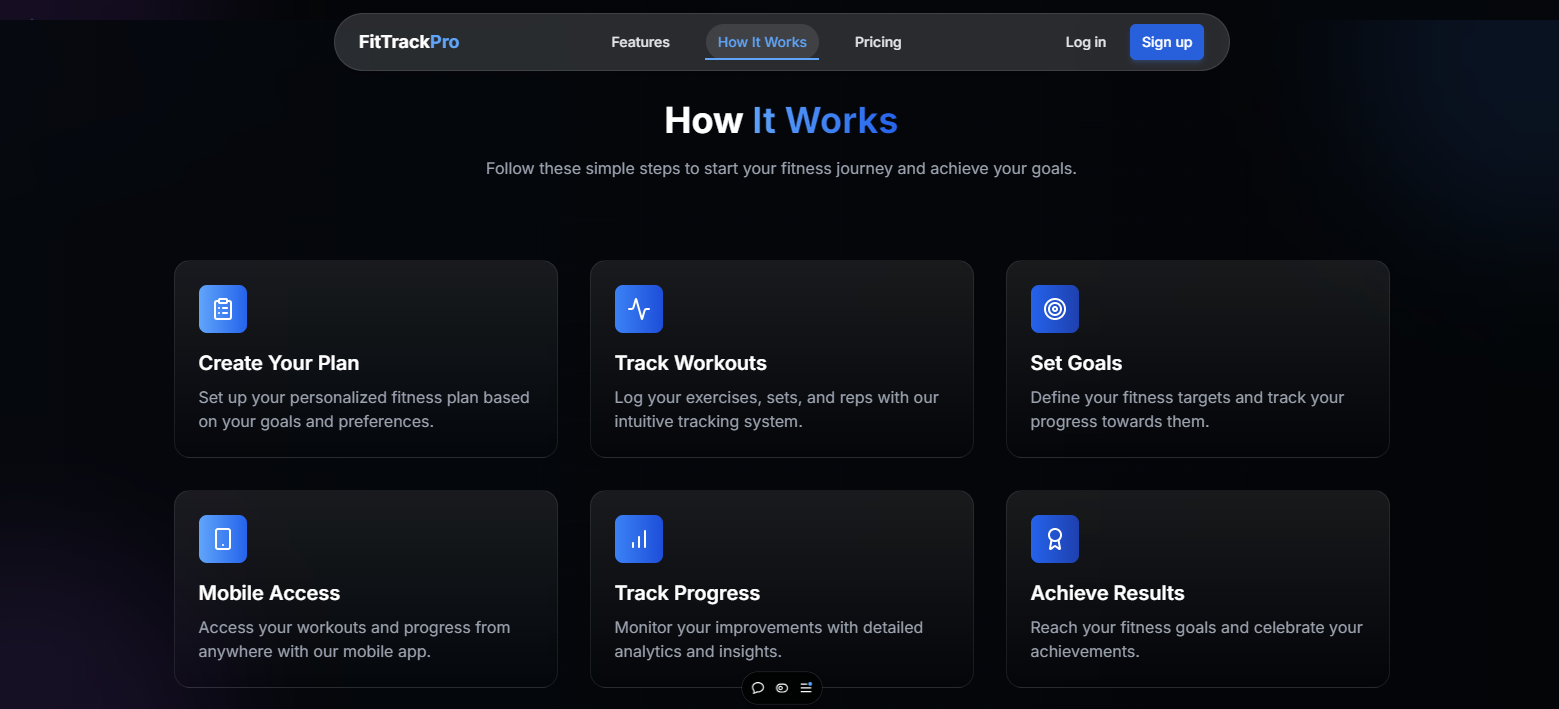 FitTrackPro Features How It Works Pricing Log in Sign up
How It Works
Follow these simple steps to start your fitness journey and achieve your goals.
Create Your Plan
Set up your personalized fitness plan based
on your goals and preferences.
Track Workouts
Log your exercises, sets, and reps with our
intuitive tracking system.
Set Goals
Define your fitness targets and track your
progress towards them.
Mobile Access
Access your workouts and progress from
anywhere with our mobile app.
Track Progress
Monitor your improvements with detailed
analytics and insights.
Achieve Results
Reach your fitness goals and celebrate your
achievements.